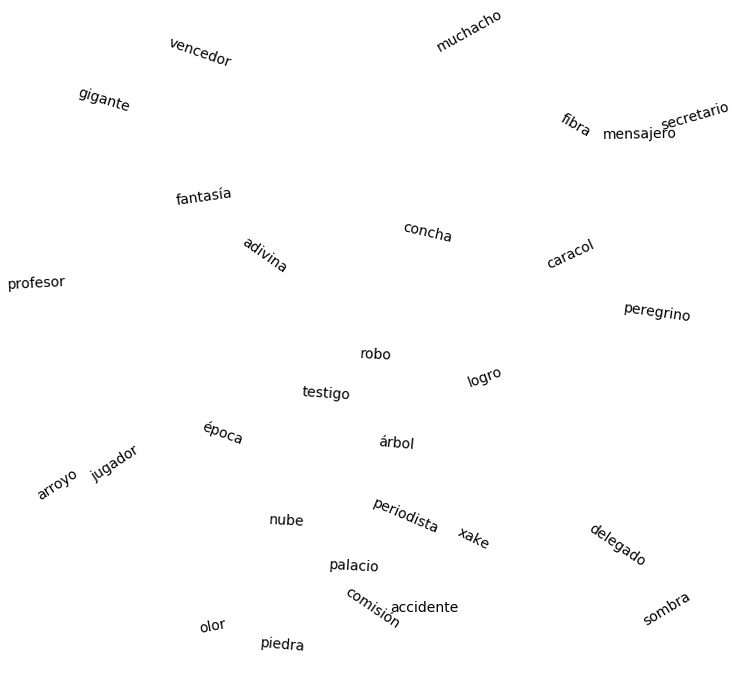 muchacho
vencedor
gigante
secretario
fibra
mensajero
fantasía
concha
adivina
caracol
profesor
peregrino
robo
logro
testigo
época
árbol
jugador
arroyo
periodista
nube
xake
delegado
palacio
comisión
accidente
sombra
olor
piedra